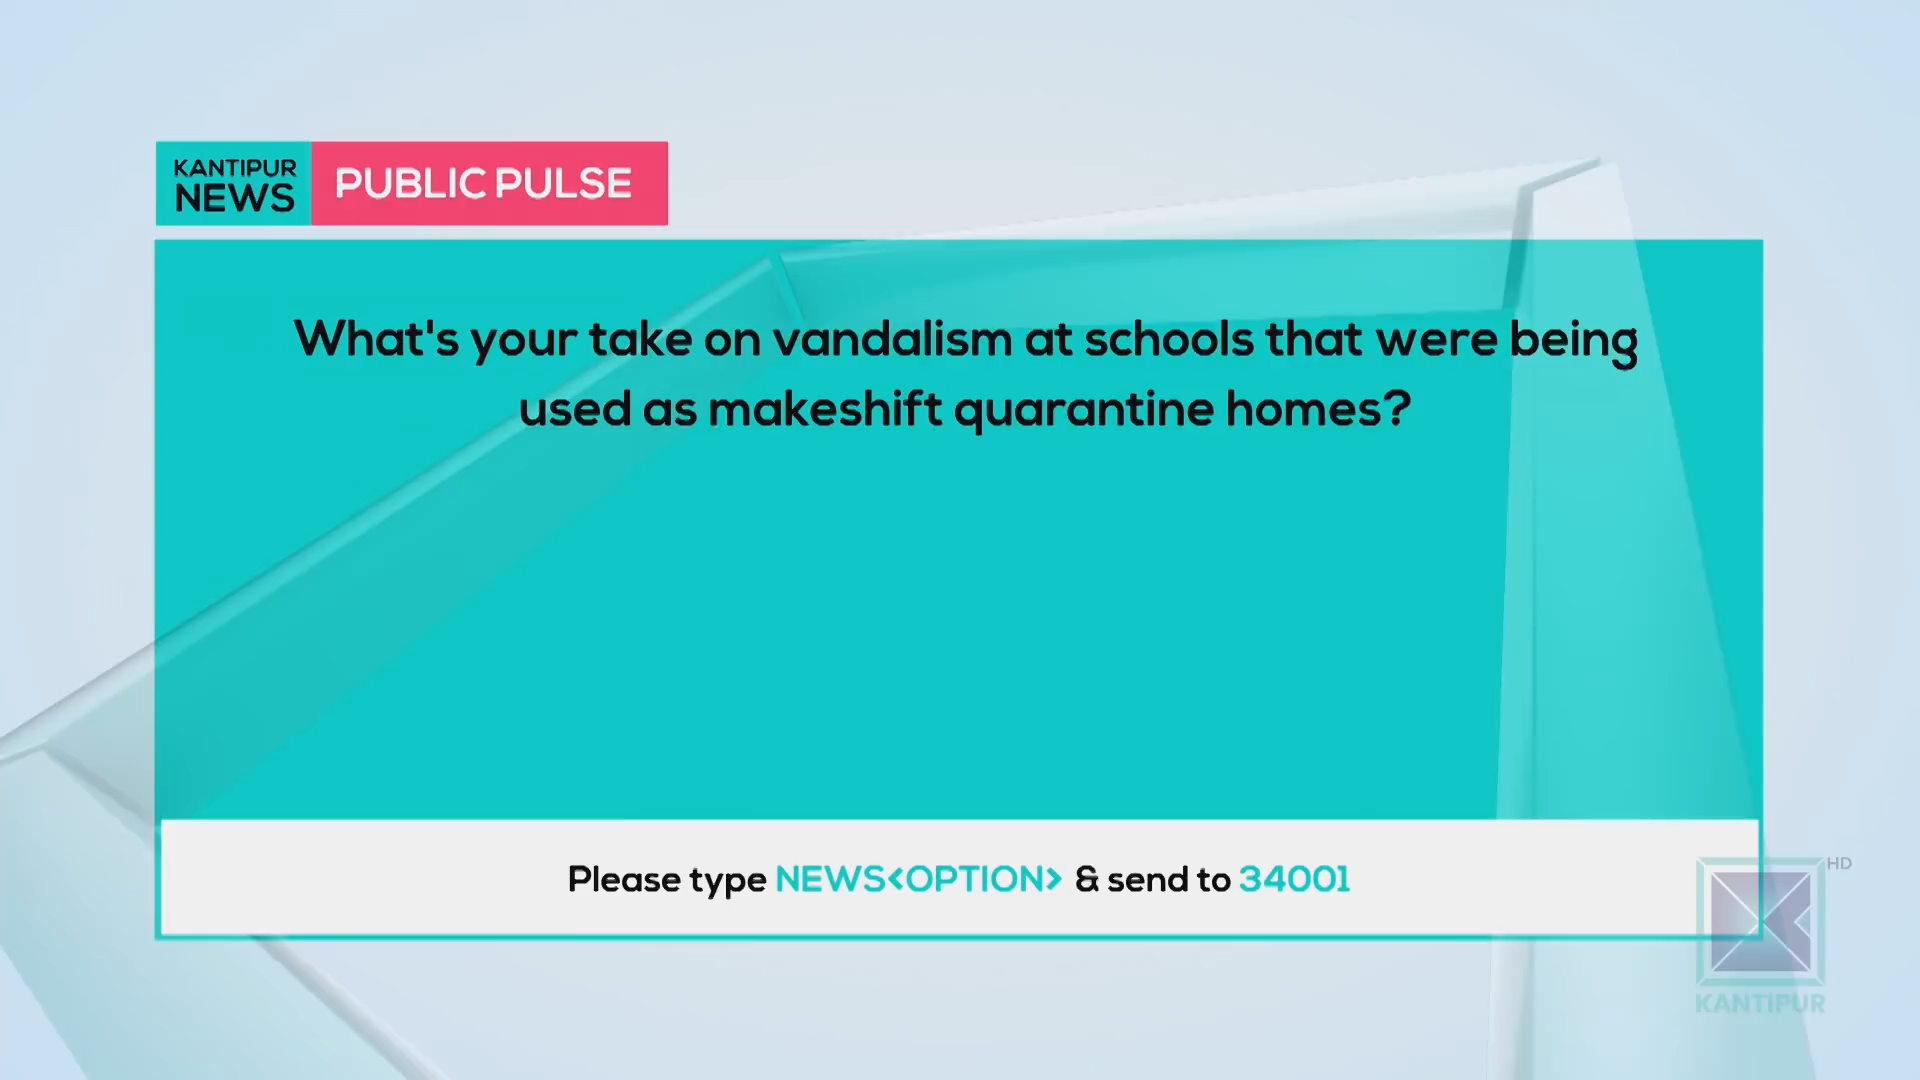 KANTIPUR
NEWS
PUBLIC PULSE
What's your take on vandalism at schools that were being
used as makeshift quarantine homes?
Please type NEWS<OPTION> & send to 34001
HD
KANTIPUR